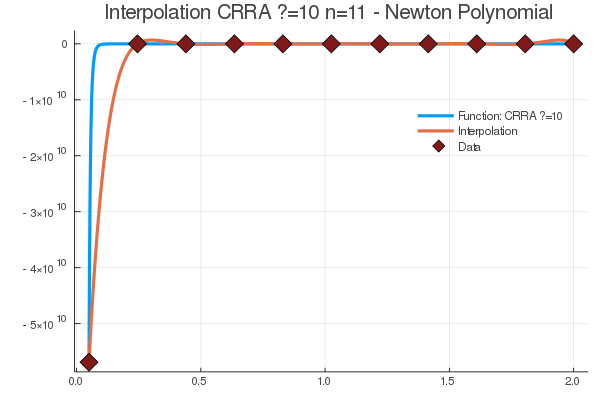 Interpolation CRRA ?=10 n=11 - Newton Polynomial
0
- 1×10 10
- 2×10 10
- 3×10 10
- 4×10 10
- 5×10 10
Function: CRRA ?=10
Interpolation
Data
0.0 0.5 1.0 1.5 2.0